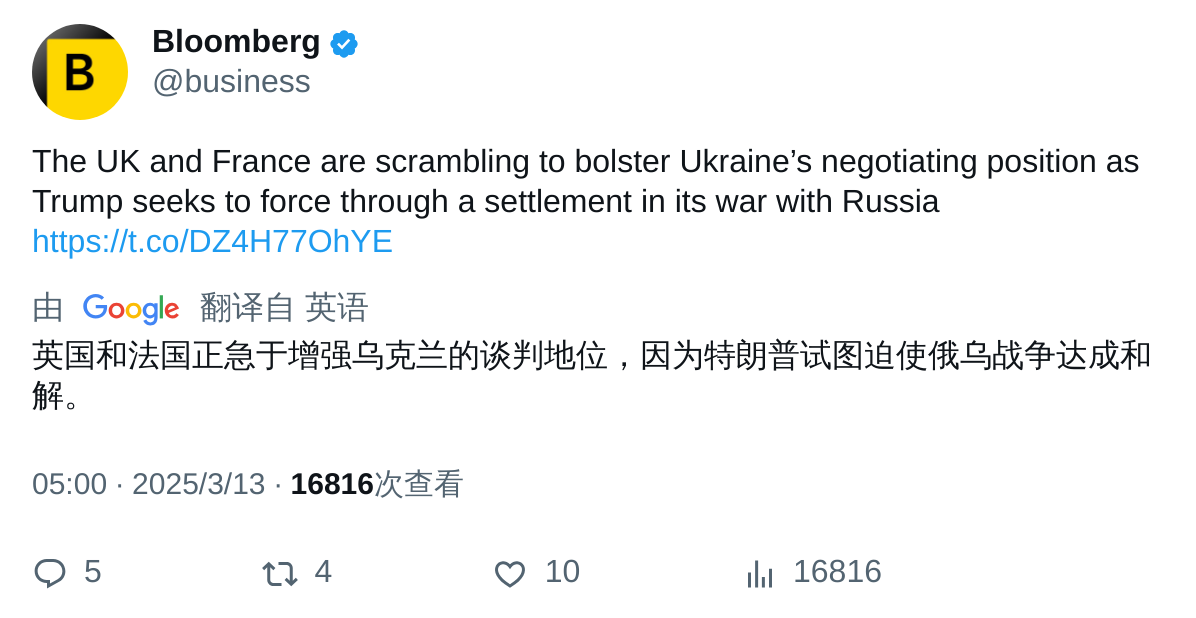 B
Bloomberg
@business
The UK and France are scrambling to bolster Ukraine’s negotiating position as
Trump seeks to force through a settlement in its war with Russia
https://t.co/DZ4H77OhYE
由 Google 翻译自 英语
英国和法国正急于增强乌克兰的谈判地位，因为特朗普试图迫使俄乌战争达成和
解。
05:00 · 2025/3/13 · 16816次查看
5 4 10 16816